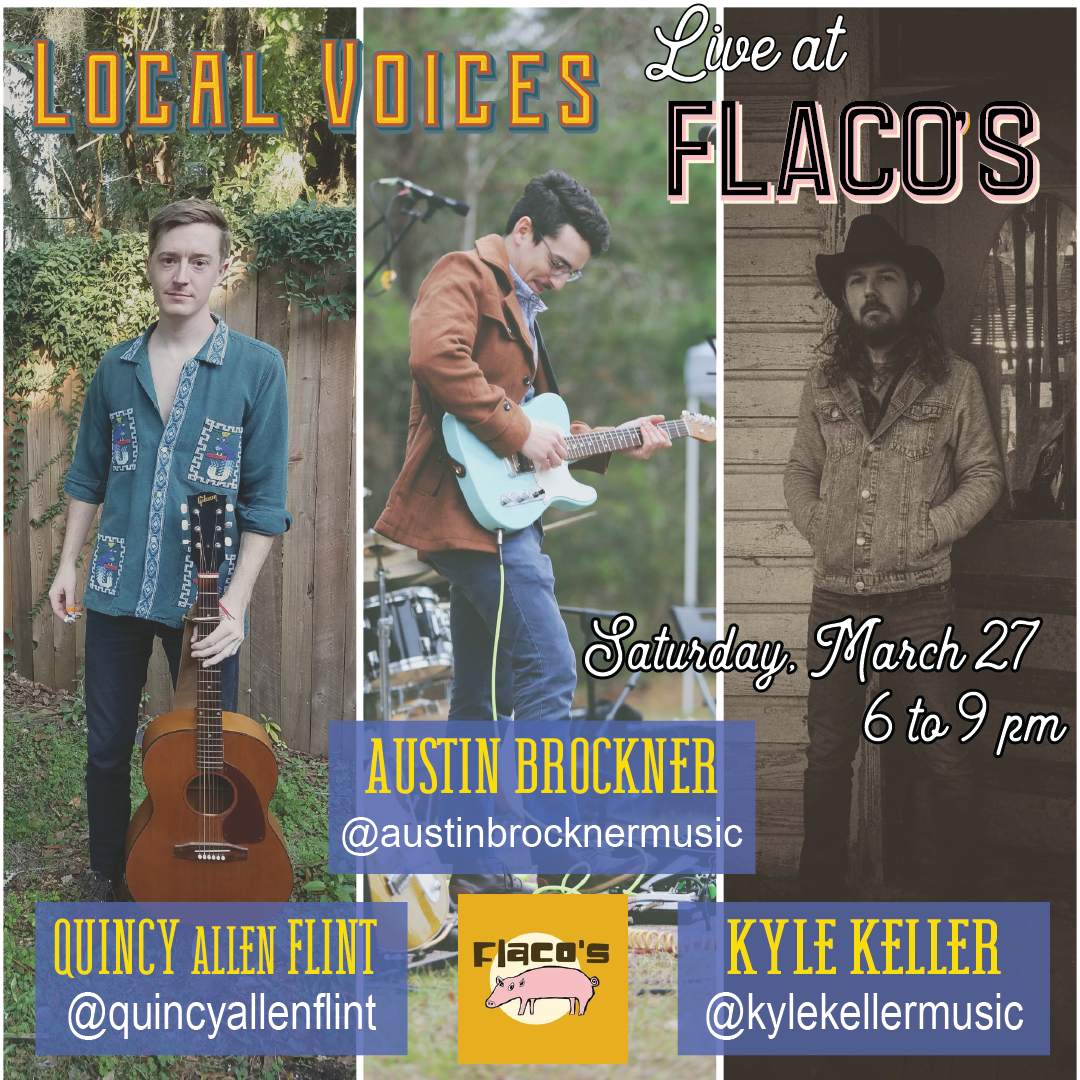 LOCAL VOICES
Live at
FLACO'S
Gibson
Saturday, March 27
6 to 9 pm
AUSTIN BROCKNER
@austinbrocknermusic
QUINCY ALLEN FLINT
@quincyallenflint
Flaco's
KYLE KELLER
@kylekellermusic